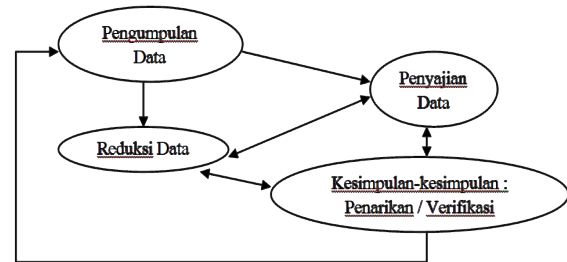 Pengumpulan
Data
Penyajian
Data
Reduksi Data
Kesimpulan-kesimpulan :
Penarikan / Verifikasi